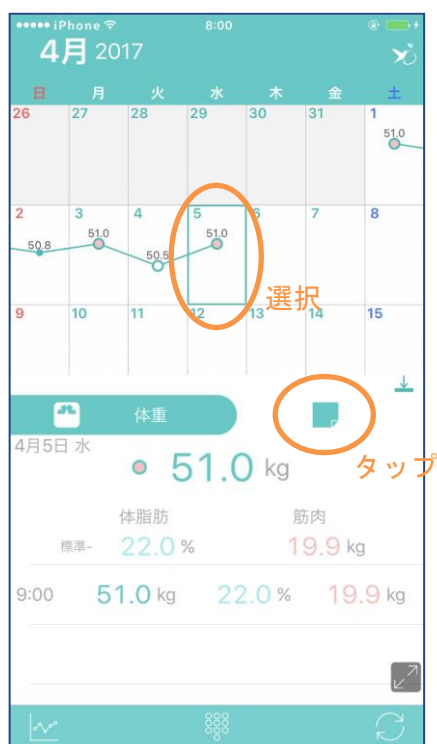 iPhone 8:00
4月 2017
日 月 火 水 木 金 土
26 27 28 29 30 31 1
51.0
2 3 4 5 6 7 8
50.8 51.0 50.5 51.0
選択
9 10 11 12 13 14 15
体重
タップ
4月5日 水
51.0 kg
体脂肪 筋肉
標準- 22.0 % 19.9 kg
9:00 51.0 kg 22.0 % 19.9 kg